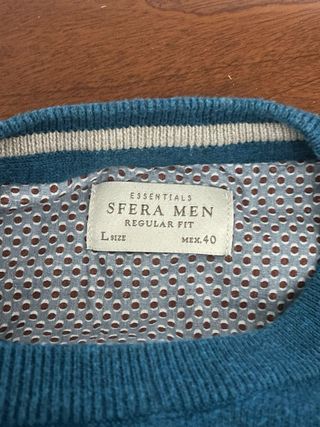 ESSENTIALS
SFERA MEN
REGULAR FIT
L SIZE MEX.40